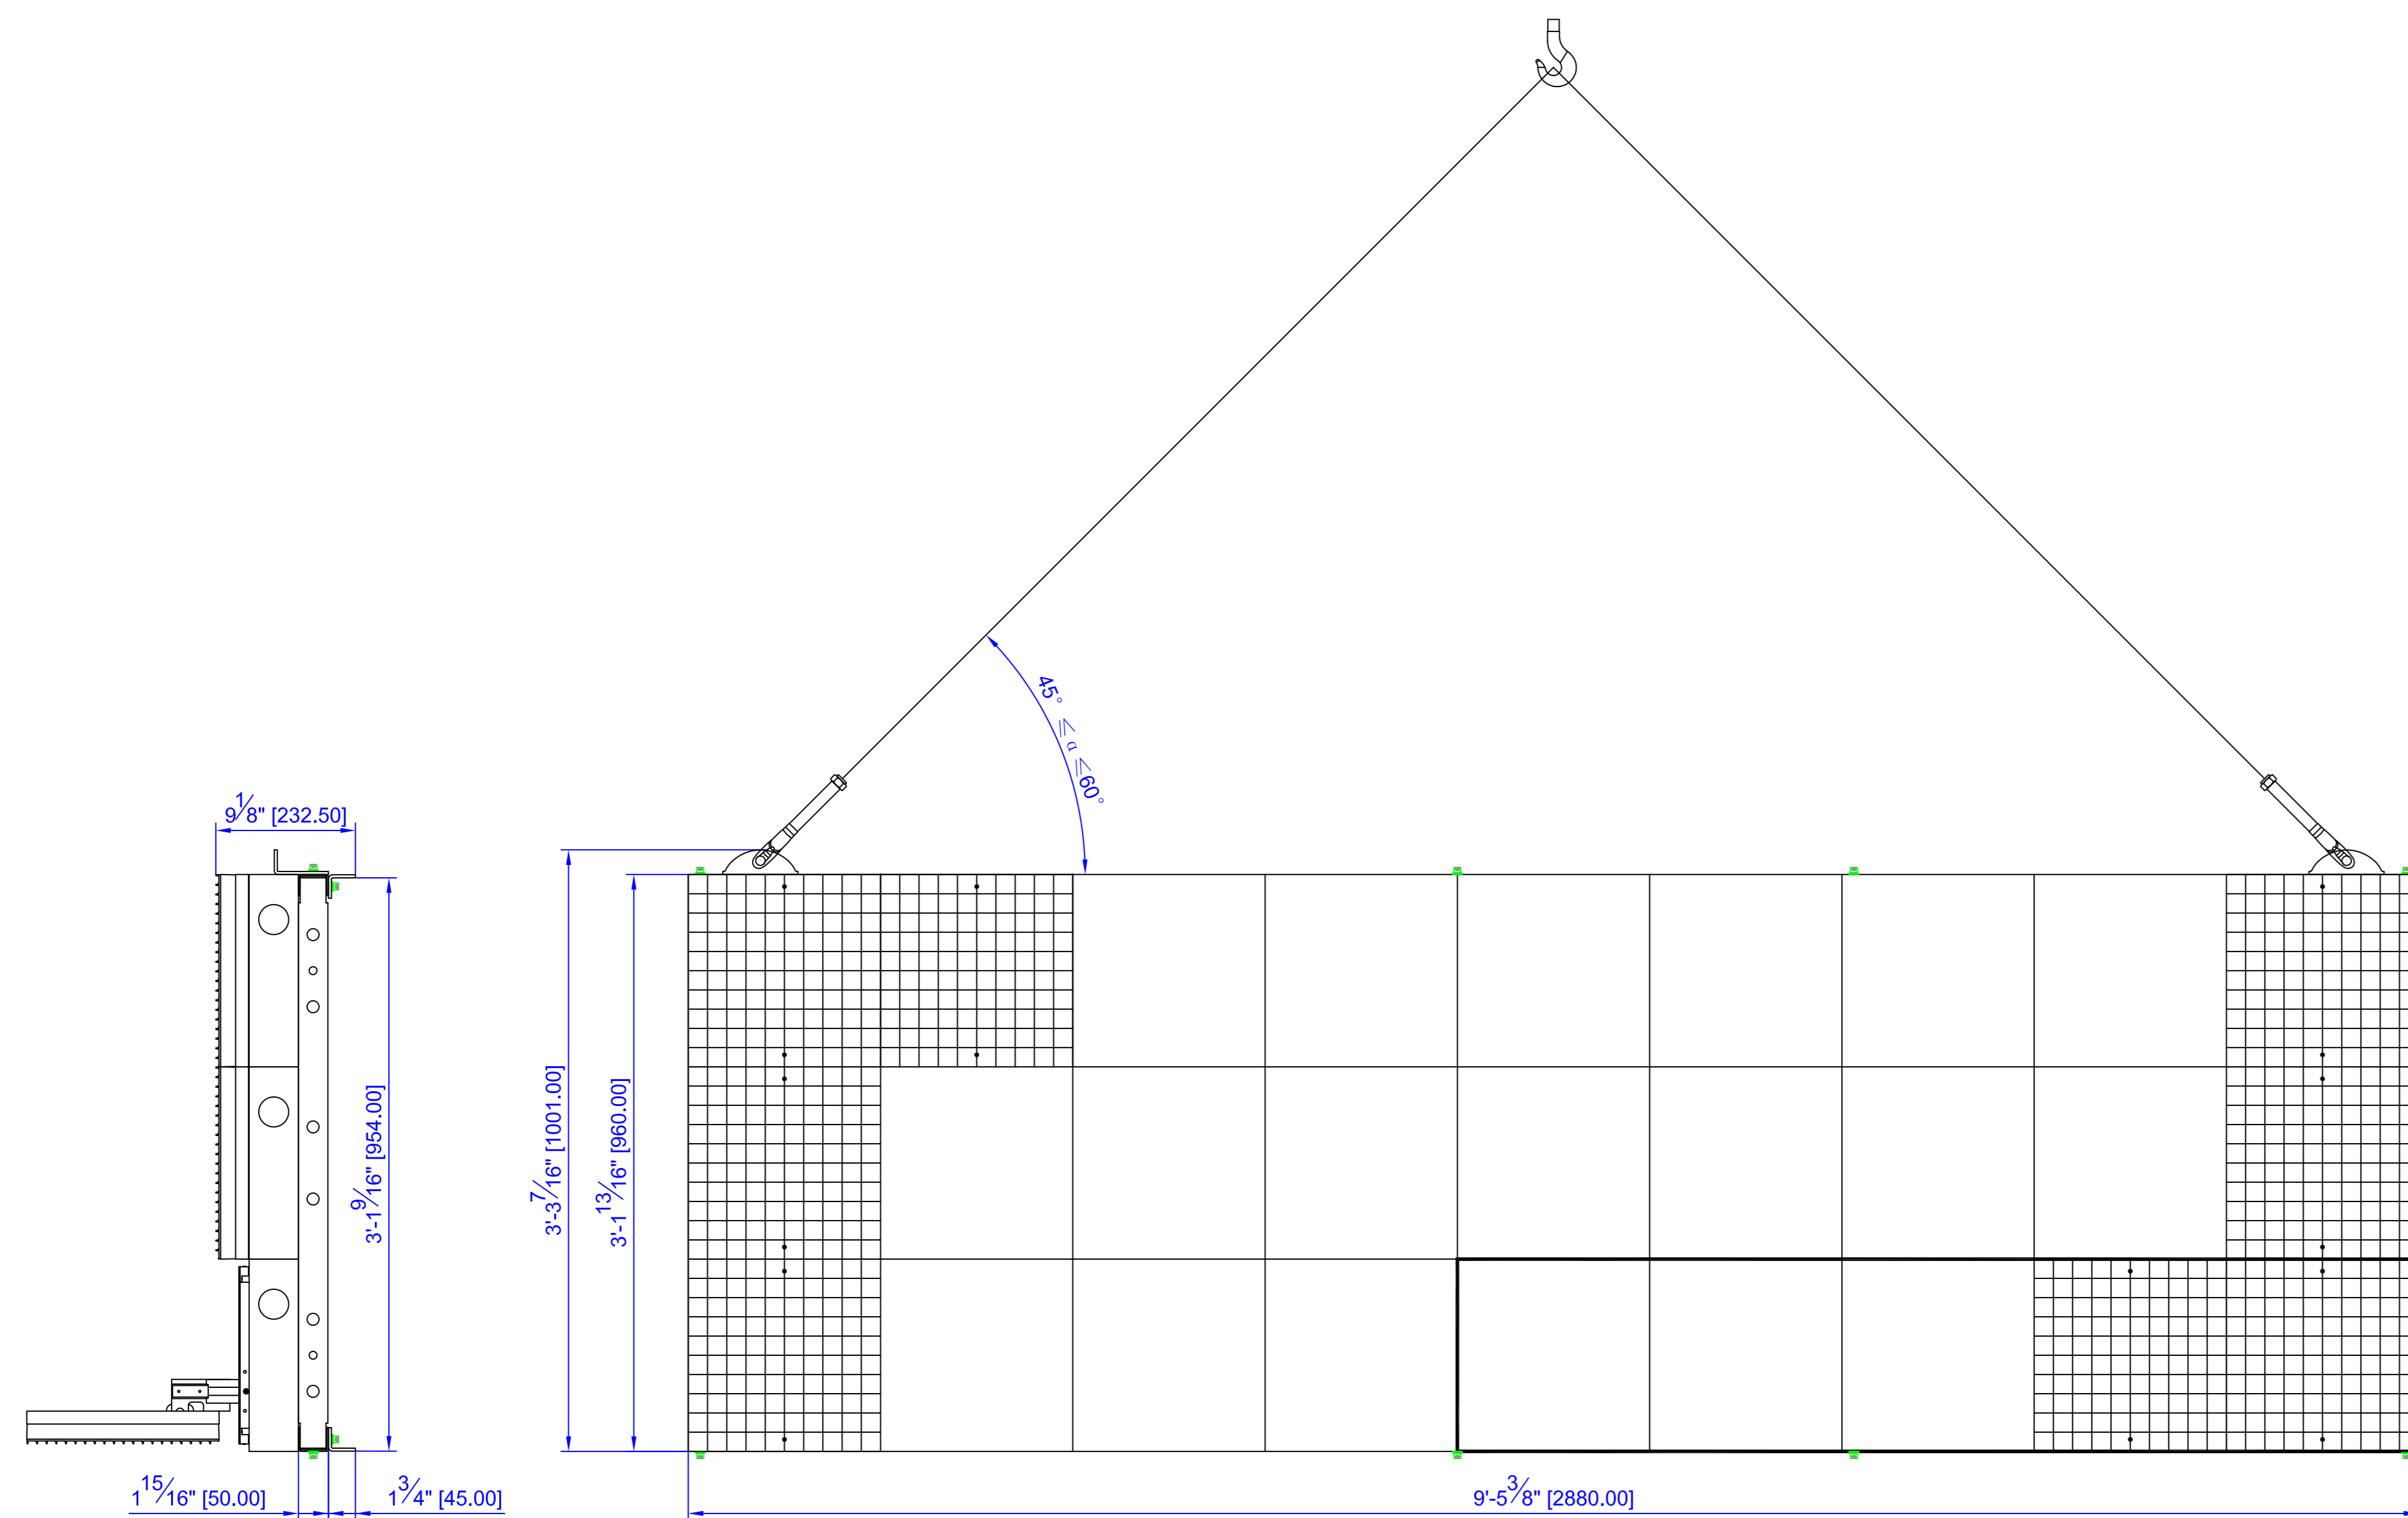 45° ≤ α ≤60°
9 1/8" [232.50]
3'-1 9/16" [954.00]
3'-3 7/16" [1001.00]
3'-1 13/16" [960.00]
1 15/16" [50.00]
1 3/4" [45.00]
9'-5 3/8" [2880.00]